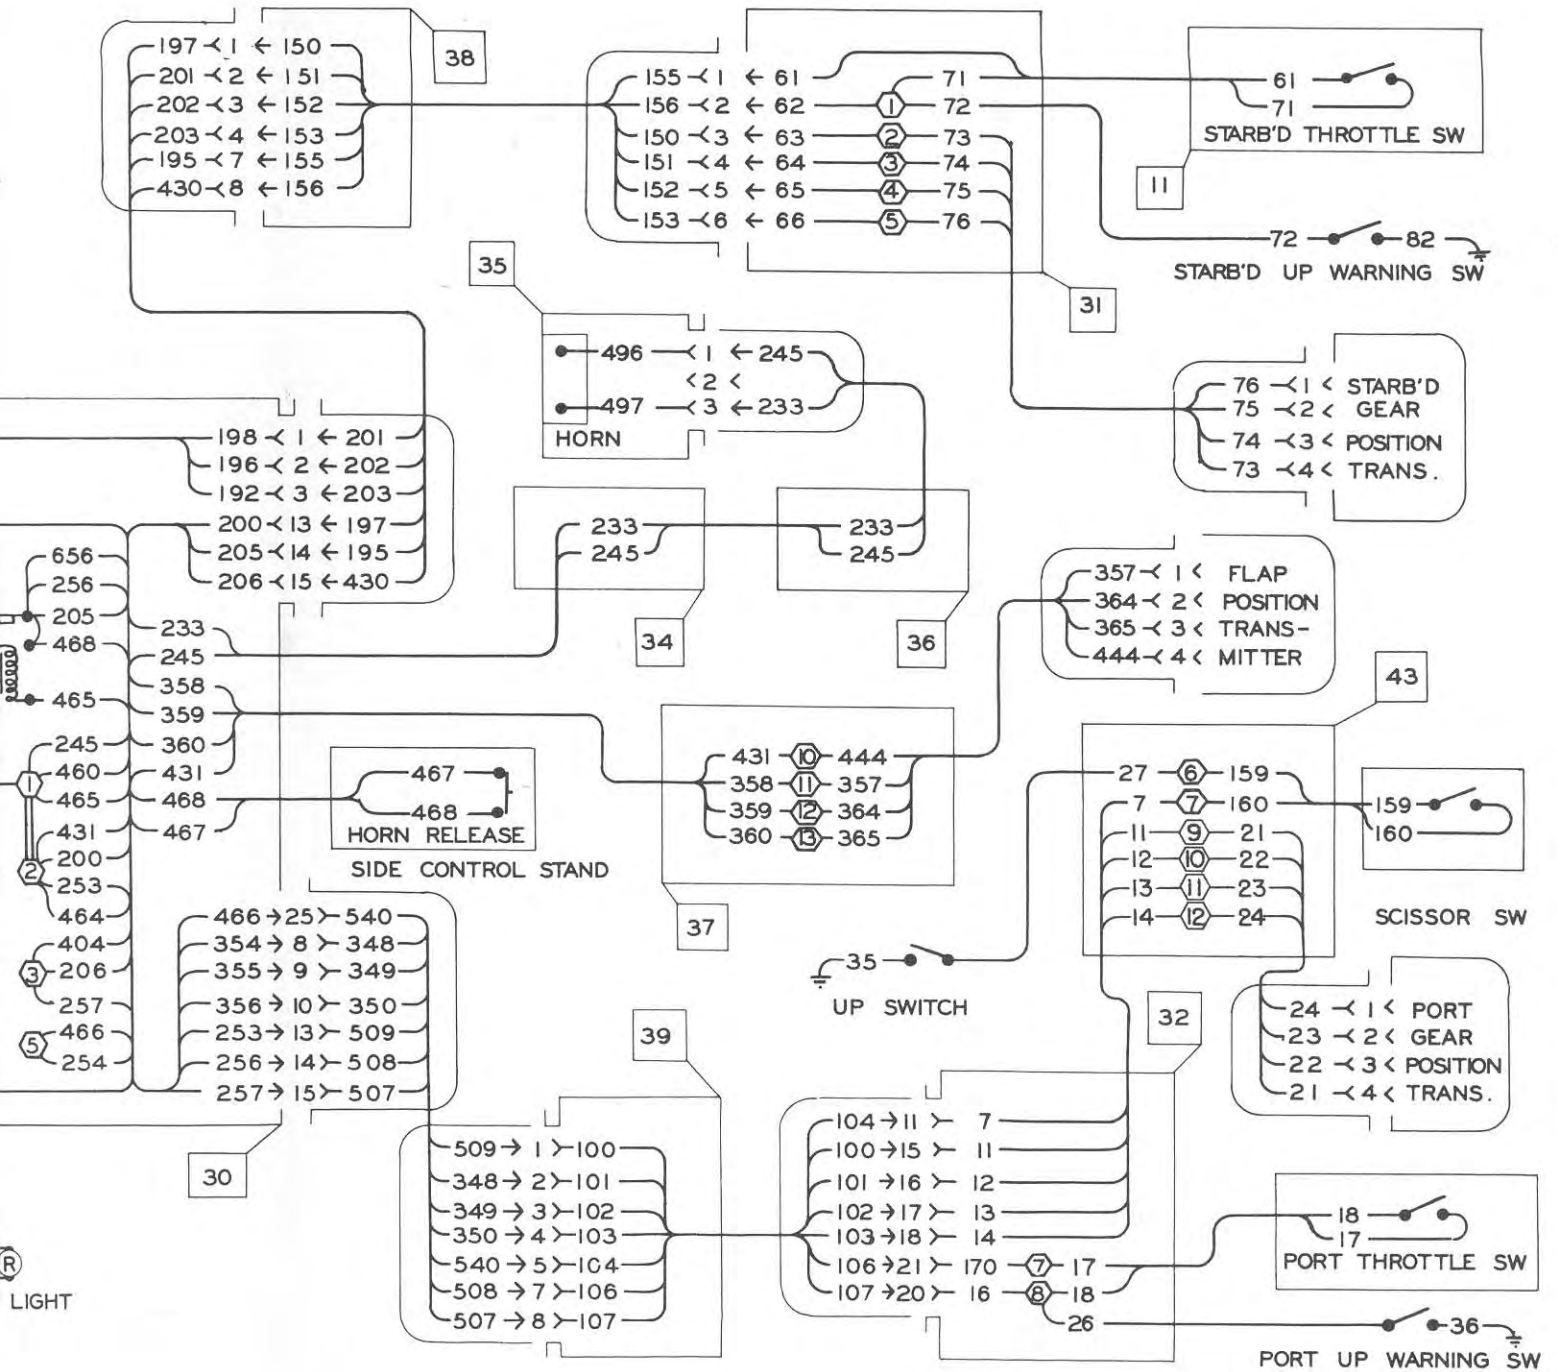 197 1 150
201 2 151
202 3 152
203 4 153
195 7 155
430 8 156
38
155 1 61
156 2 62 1 71
72
150 3 63 2 73
151 4 64 3 74
152 5 65 4 75
153 6 66 5 76
31
61
71
STARB'D THROTTLE SW
11
72 82
STARB'D UP WARNING SW
35
496 1 245
2
497 3 233
HORN
76 1 STARB'D
75 2 GEAR
74 3 POSITION
73 4 TRANS.
198 1 201
196 2 202
192 3 203
200 13 197
205 14 195
206 15 430
233
245
34
233
245
36
357 1 FLAP
364 2 POSITION
365 3 TRANS-
444 4 MITTER
656
256
205
468
465
245
460
1
465
431
200
2
253
464
404
3 206
257
466
5
254
233
245
358
359
360
431
468
467
467
468
HORN RELEASE
SIDE CONTROL STAND
431 10 444
358 11 357
359 12 364
360 13 365
37
43
27 6 159
7 7 160
11 9 21
12 10 22
13 11 23
14 12 24
159
160
SCISSOR SW
35
UP SWITCH
24 1 PORT
23 2 GEAR
22 3 POSITION
21 4 TRANS.
466 25 540
354 8 348
355 9 349
356 10 350
253 13 509
256 14 508
257 15 507
30
39
509 1 100
348 2 101
349 3 102
350 4 103
540 5 104
508 7 106
507 8 107
32
104 11 7
100 15 11
101 16 12
102 17 13
103 18 14
106 21 170 7 17
107 20 16 8 18
26
18
17
PORT THROTTLE SW
36
PORT UP WARNING SW
R
LIGHT